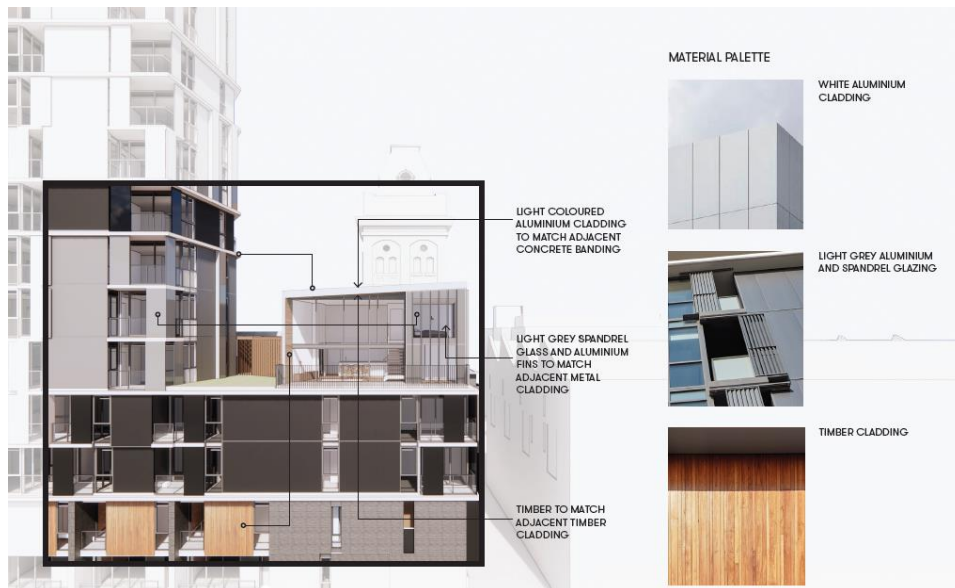 MATERIAL PALETTE
WHITE ALUMINIUM
CLADDING
LIGHT COLOURED
ALUMINIUM CLADDING
TO MATCH ADJACENT
CONCRETE BANDING
LIGHT GREY ALUMINIUM
AND SPANDREL GLAZING
LIGHT GREY SPANDREL
GLASS AND ALUMINIUM
FINS TO MATCH
ADJACENT METAL
CLADDING
TIMBER CLADDING
TIMBER TO MATCH
ADJACENT TIMBER
CLADDING